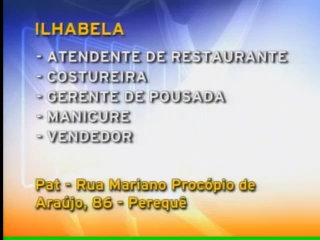 ILHABELA
- ATENDENTE DE RESTAURANTE
- COSTUREIRA
- GERENTE DE POUSADA
- MANICURE
- VENDEDOR
Pat - Rua Mariano Procópio de
Araújo, 86 - Perequê